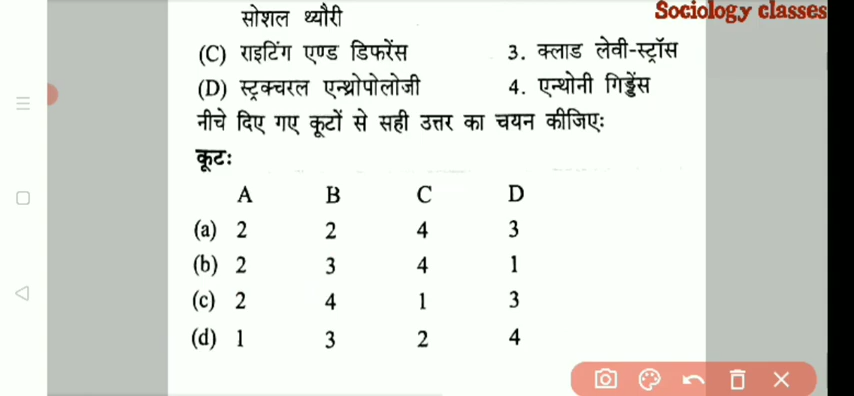 Sociology classes
सोशल थ्यौरी
(C) राइटिंग एण्ड डिफरेंस 3. क्लाड लेवी-स्ट्रॉस
(D) स्ट्रक्चरल एन्थ्रोपोलोजी 4. एन्थोनी गिड्डेंस
नीचे दिए गए कूटों से सही उत्तर का चयन कीजिएः
कूटः
A B C D
(a) 2 2 4 3
(b) 2 3 4 1
(c) 2 4 1 3
(d) 1 3 2 4